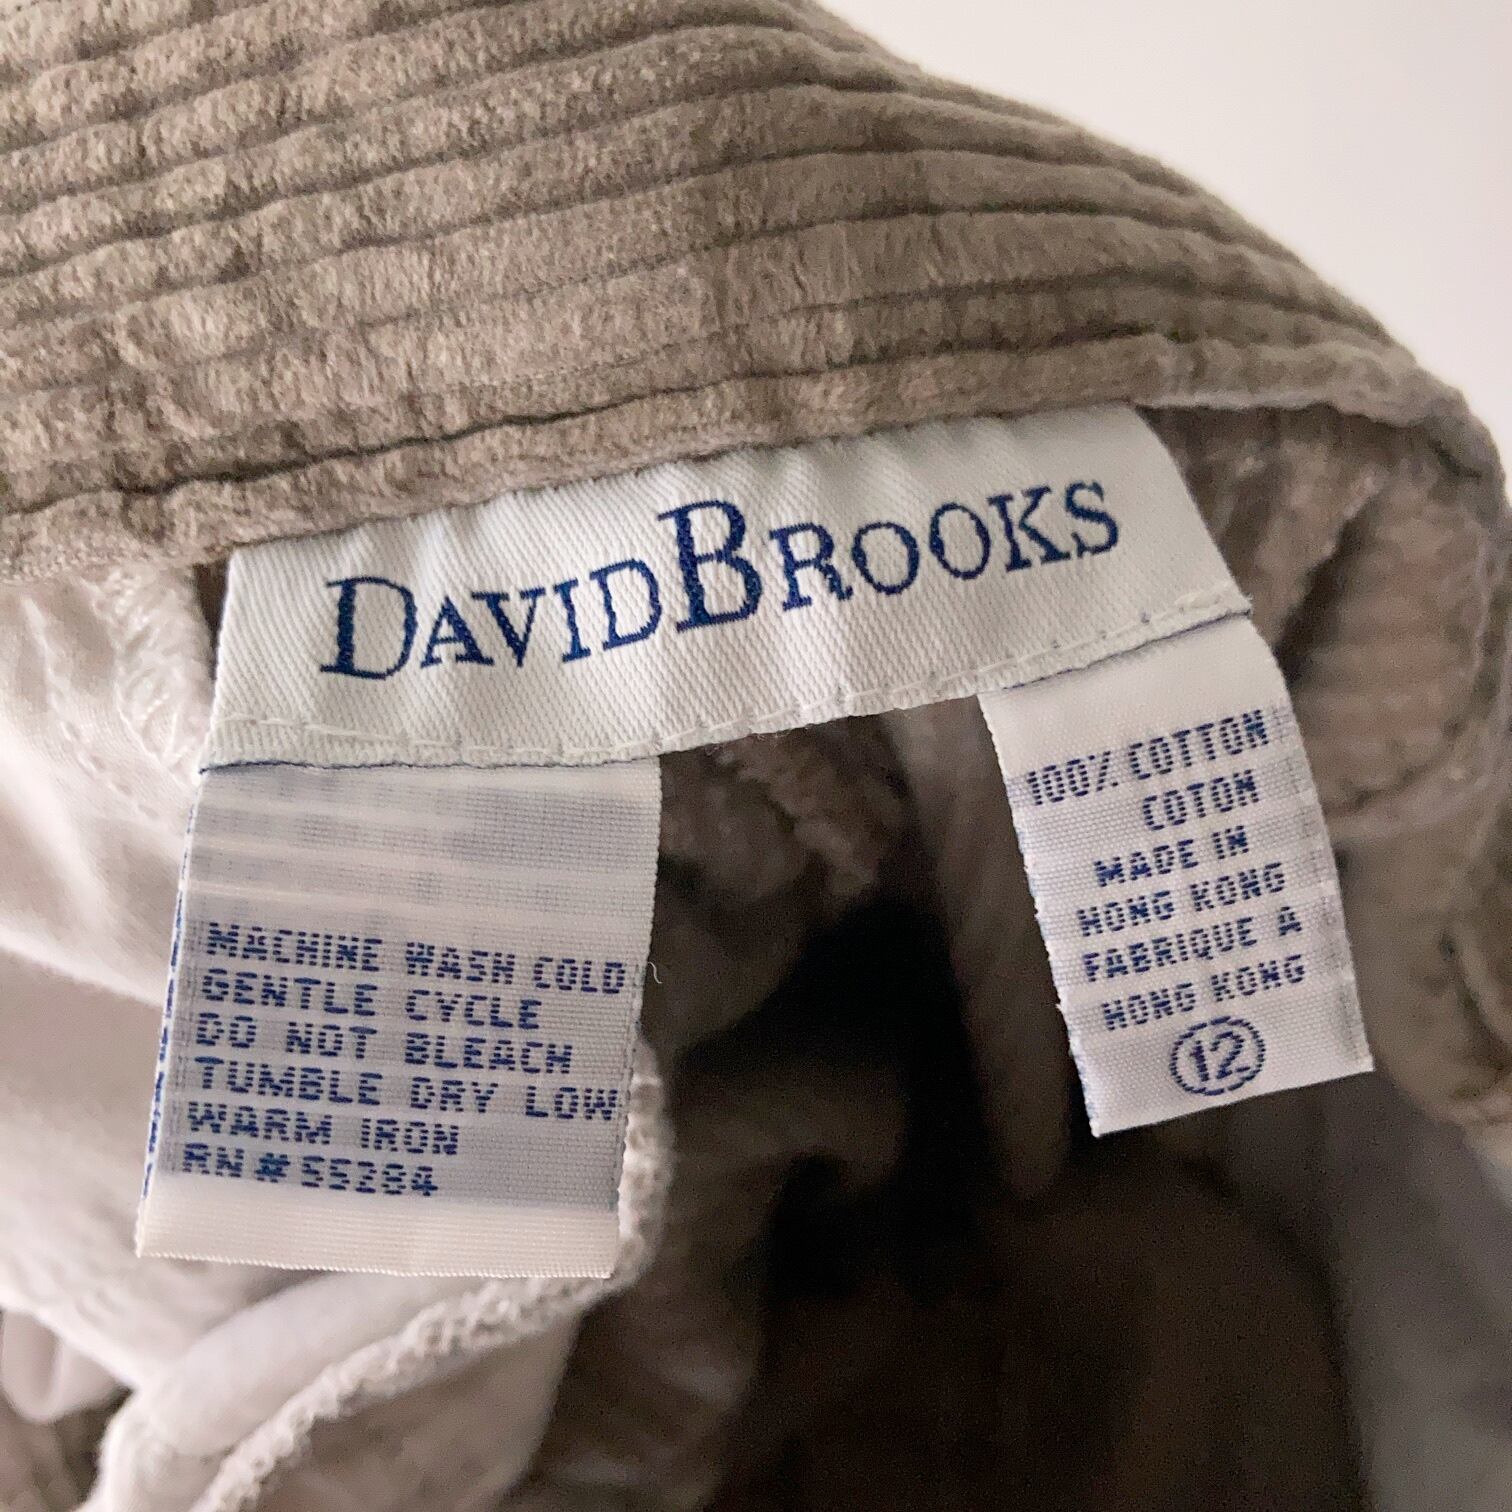 DAVIDBROOKS
MACHINE WASH COLD
GENTLE CYCLE
DO NOT BLEACH
TUMBLE DRY LOW
WARM IRON
RN#55284
100% COTTON
COTON
MADE IN
HONG KONG
FABRIQUE A
HONG KONG
12